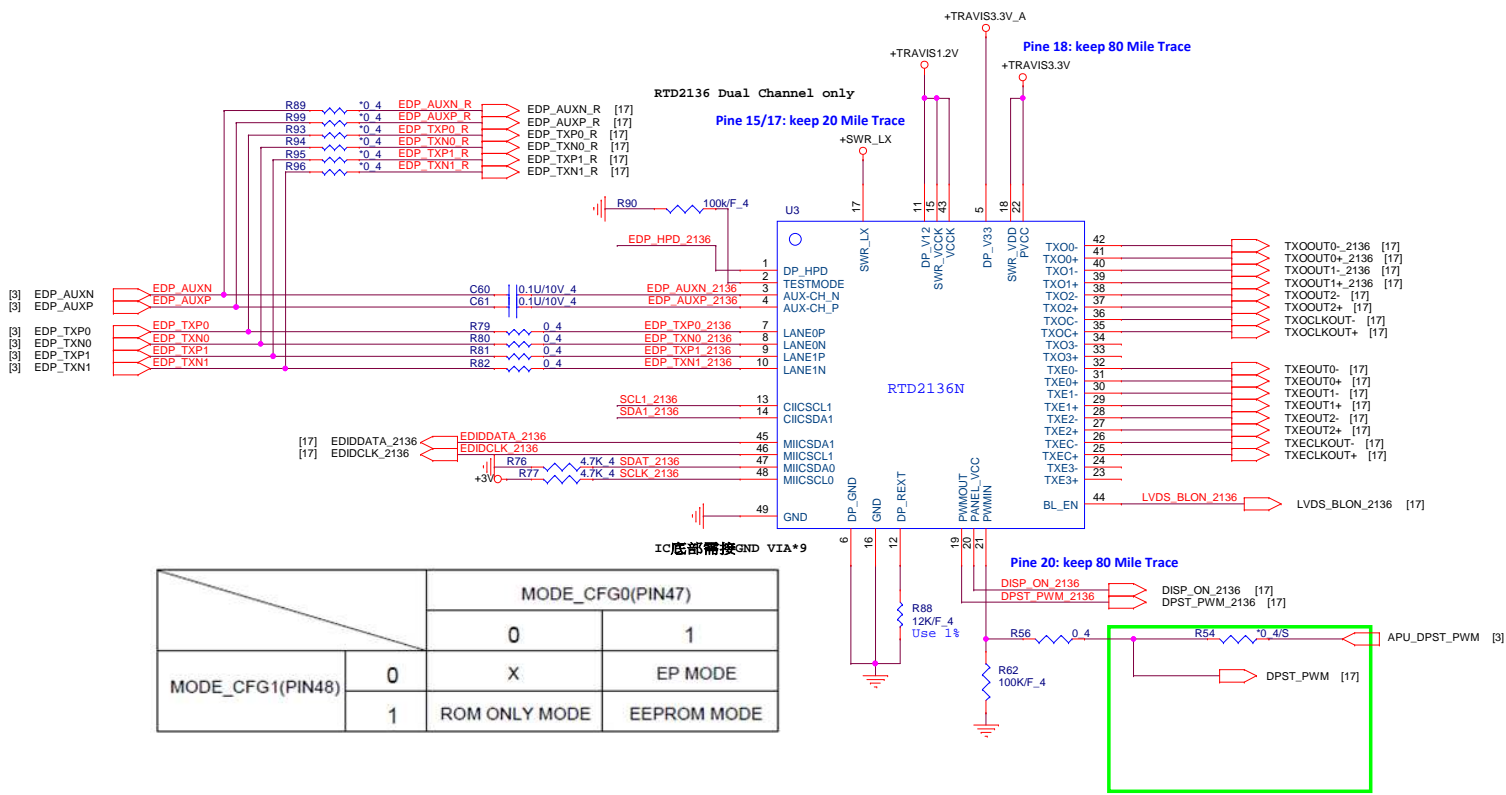 +TRAVIS3.3V_A
Pine 18: keep 80 Mile Trace
+TRAVIS1.2V
+TRAVIS3.3V
RTD2136 Dual Channel only
Pine 15/17: keep 20 Mile Trace
+SWR_LX
R89 *0_4 EDP_AUXN_R EDP_AUXN_R [17]
R99 *0_4 EDP_AUXP_R EDP_AUXP_R [17]
R93 *0_4 EDP_TXP0_R EDP_TXP0_R [17]
R94 *0_4 EDP_TXN0_R EDP_TXN0_R [17]
R95 *0_4 EDP_TXP1_R EDP_TXP1_R [17]
R96 *0_4 EDP_TXN1_R EDP_TXN1_R [17]
R90 100k/F_4
U3
17 11 15 43 5 18 22
SWR_LX DP_V12 SWR_VCCK VCCK DP_V33 SWR_VDD PVCC
EDP_HPD_2136
1 DP_HPD
2 TESTMODE
[3] EDP_AUXN EDP_AUXN C60 0.1U/10V_4 EDP_AUXN_2136 3 AUX-CH_N
[3] EDP_AUXP EDP_AUXP C61 0.1U/10V_4 EDP_AUXP_2136 4 AUX-CH_P
[3] EDP_TXP0 EDP_TXP0 R79 0_4 EDP_TXP0_2136 7 LANE0P
[3] EDP_TXN0 EDP_TXN0 R80 0_4 EDP_TXN0_2136 8 LANE0N
[3] EDP_TXP1 EDP_TXP1 R81 0_4 EDP_TXP1_2136 9 LANE1P
[3] EDP_TXN1 EDP_TXN1 R82 0_4 EDP_TXN1_2136 10 LANE1N
SCL1_2136 13 CIICSCL1
SDA1_2136 14 CIICSDA1
[17] EDIDDATA_2136 EDIDDATA_2136 45 MIICSDA1
[17] EDIDCLK_2136 EDIDCLK_2136 46 MIICSCL1
R76 4.7K_4 SDAT_2136 47 MIICSDA0
+3V R77 4.7K_4 SCLK_2136 48 MIICSCL0
49 GND
RTD2136N
TXO0- 42 TXOOUT0-_2136 [17]
TXO0+ 41 TXOOUT0+_2136 [17]
TXO1- 40 TXOOUT1-_2136 [17]
TXO1+ 39 TXOOUT1+_2136 [17]
TXO2- 38 TXOOUT2- [17]
TXO2+ 37 TXOOUT2+ [17]
TXOC- 36 TXOCLKOUT- [17]
TXOC+ 35 TXOCLKOUT+ [17]
TXO3- 34
TXO3+ 33
TXE0- 32 TXEOUT0- [17]
TXE0+ 31 TXEOUT0+ [17]
TXE1- 30 TXEOUT1- [17]
TXE1+ 29 TXEOUT1+ [17]
TXE2- 28 TXEOUT2- [17]
TXE2+ 27 TXEOUT2+ [17]
TXEC- 26 TXECLKOUT- [17]
TXEC+ 25 TXECLKOUT+ [17]
TXE3- 24
TXE3+ 23
BL_EN 44 LVDS_BLON_2136 LVDS_BLON_2136 [17]
DP_GND GND DP_REXT PWMOUT PANEL_VCC PWMIN
6 16 12 19 20 21
IC底部需接GND VIA*9
Pine 20: keep 80 Mile Trace
DISP_ON_2136 DISP_ON_2136 [17]
DPST_PWM_2136 DPST_PWM_2136 [17]
R88
12K/F_4
Use 1%
R56 0_4 R54 *0_4/S APU_DPST_PWM [3]
R62
100K/F_4
DPST_PWM [17]
MODE_CFG0(PIN47)
0 1
MODE_CFG1(PIN48) 0 X EP MODE
1 ROM ONLY MODE EEPROM MODE